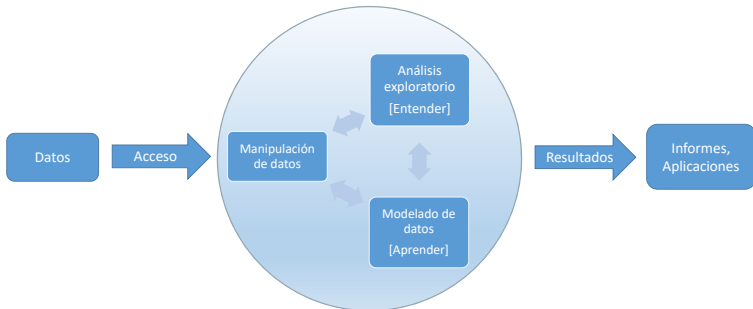 Datos
Acceso
Manipulación
de datos
Análisis
exploratorio
[Entender]
Modelado de
datos
[Aprender]
Resultados
Informes,
Aplicaciones